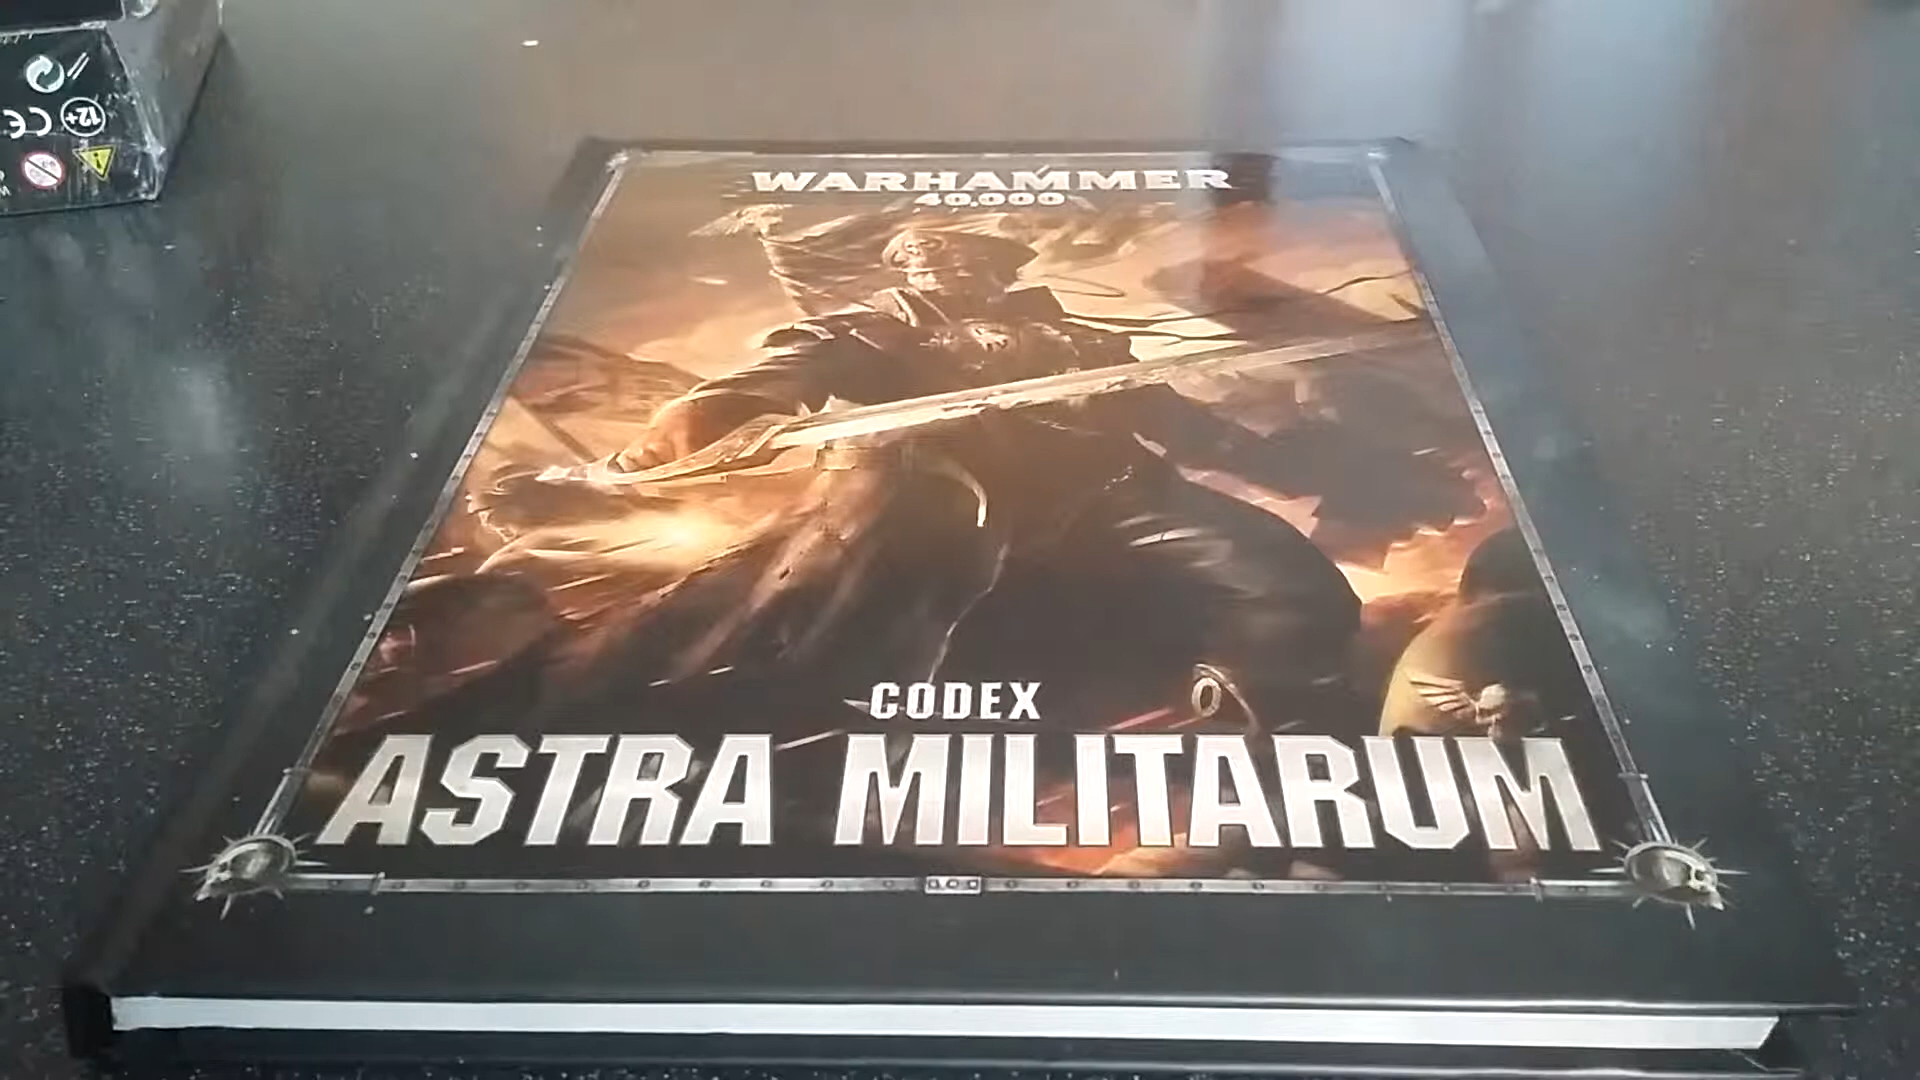 WARHAMMER
40,000
CODEX
ASTRA MILITARUM
12+
CE